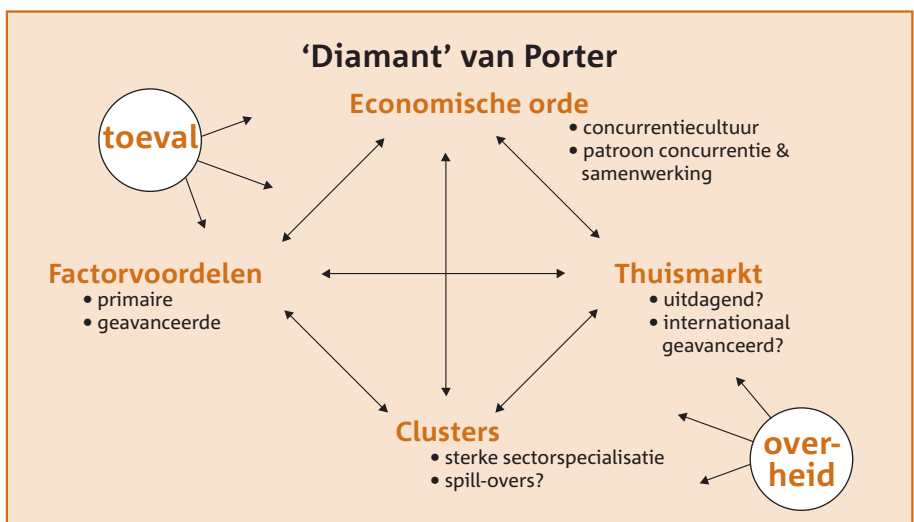 ‘Diamant’ van Porter
Economische orde
• concurrentiecultuur
• patroon concurrentie &
samenwerking
toeval
Factorvoordelen
• primaire
• geavanceerde
Thuismarkt
• uitdagend?
• internationaal
geavanceerd?
Clusters
• sterke sectorspecialisatie
• spill-overs?
over-
heid